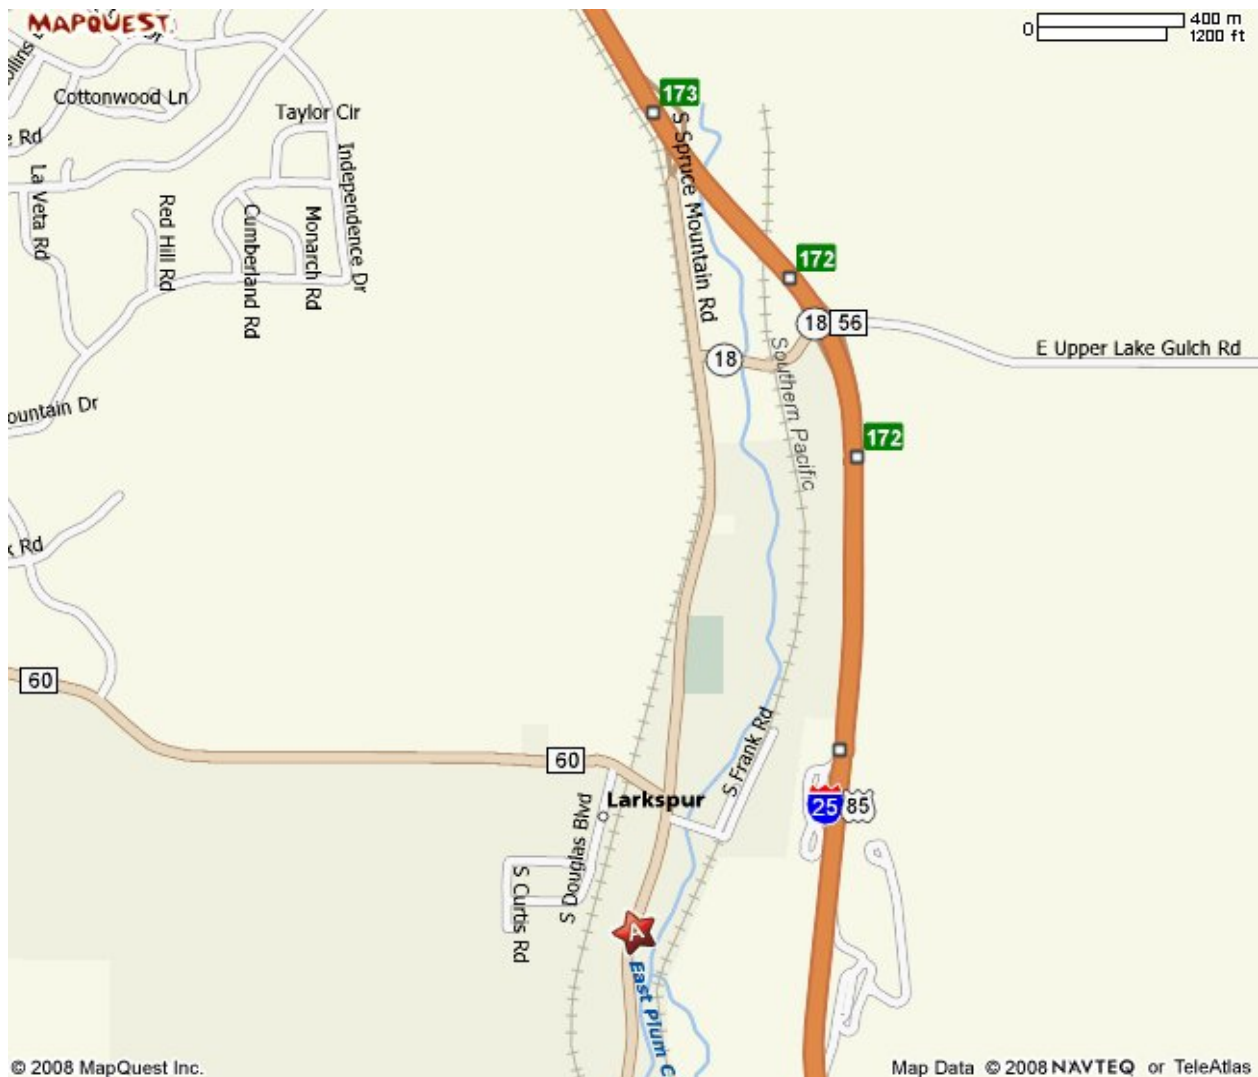 MAPQUEST.
Dr
0
400 m
1200 ft
Cottonwood Ln
173
Taylor Cir
Rd
La Veta Rd
Independence Dr
S Spruce Mountain Rd
Red Hill Rd
Cumberland Rd
Monarch Rd
172
18
56
E Upper Lake Gulch Rd
18
Southern Pacific
ountain Dr
172
Rd
60
60
S Frank Rd
Larkspur
25
85
S Douglas Blvd
S Curtis Rd
A
East Plum C
© 2008 MapQuest Inc.
Map Data © 2008 NAVTEQ or TeleAtlas